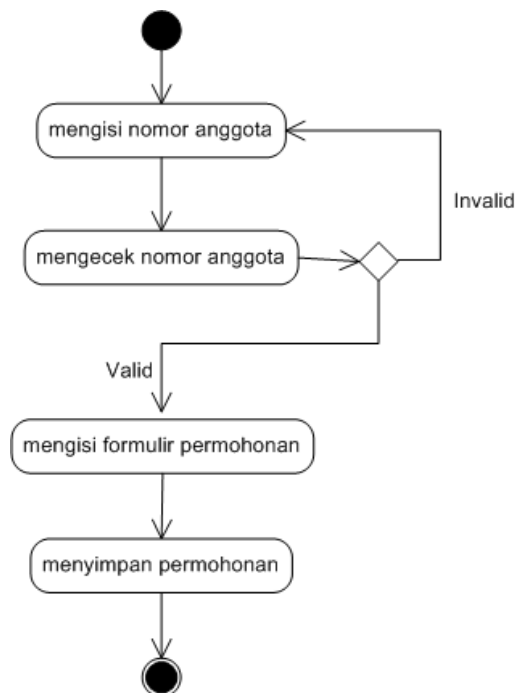 mengisi nomor anggota
Invalid
mengecek nomor anggota
Valid
mengisi formulir permohonan
menyimpan permohonan